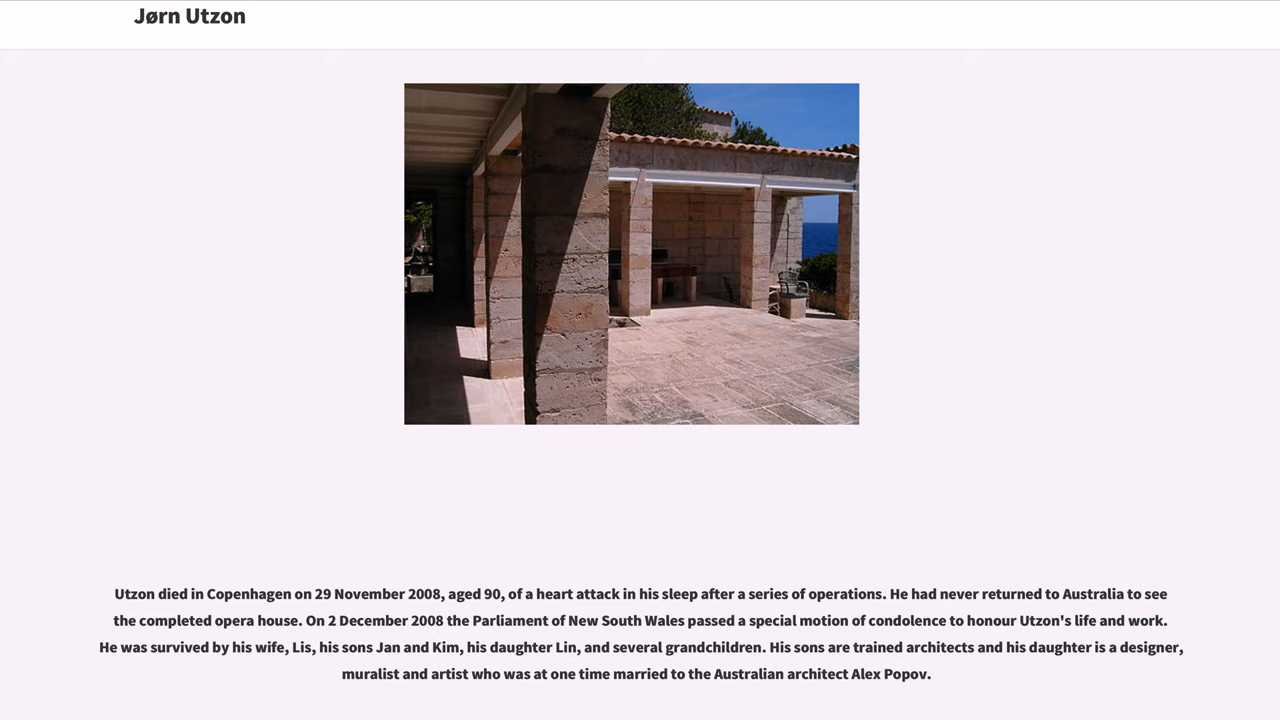 Jørn Utzon
Utzon died in Copenhagen on 29 November 2008, aged 90, of a heart attack in his sleep after a series of operations. He had never returned to Australia to see
the completed opera house. On 2 December 2008 the Parliament of New South Wales passed a special motion of condolence to honour Utzon's life and work.
He was survived by his wife, Lis, his sons Jan and Kim, his daughter Lin, and several grandchildren. His sons are trained architects and his daughter is a designer,
muralist and artist who was at one time married to the Australian architect Alex Popov.